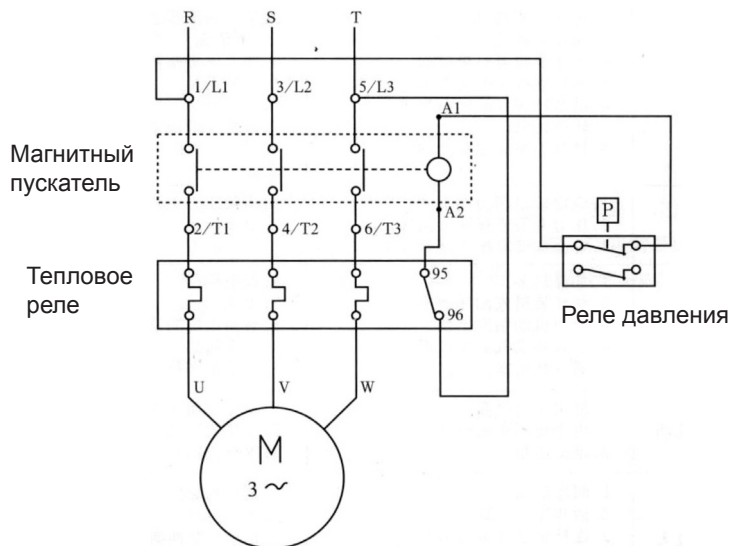 R S T
1/L1 3/L2 5/L3
A1
Магнитный
пускатель
A2
P
2/T1 4/T2 6/T3
Тепловое
реле
95
96
Реле давления
U V W
M
3 ~